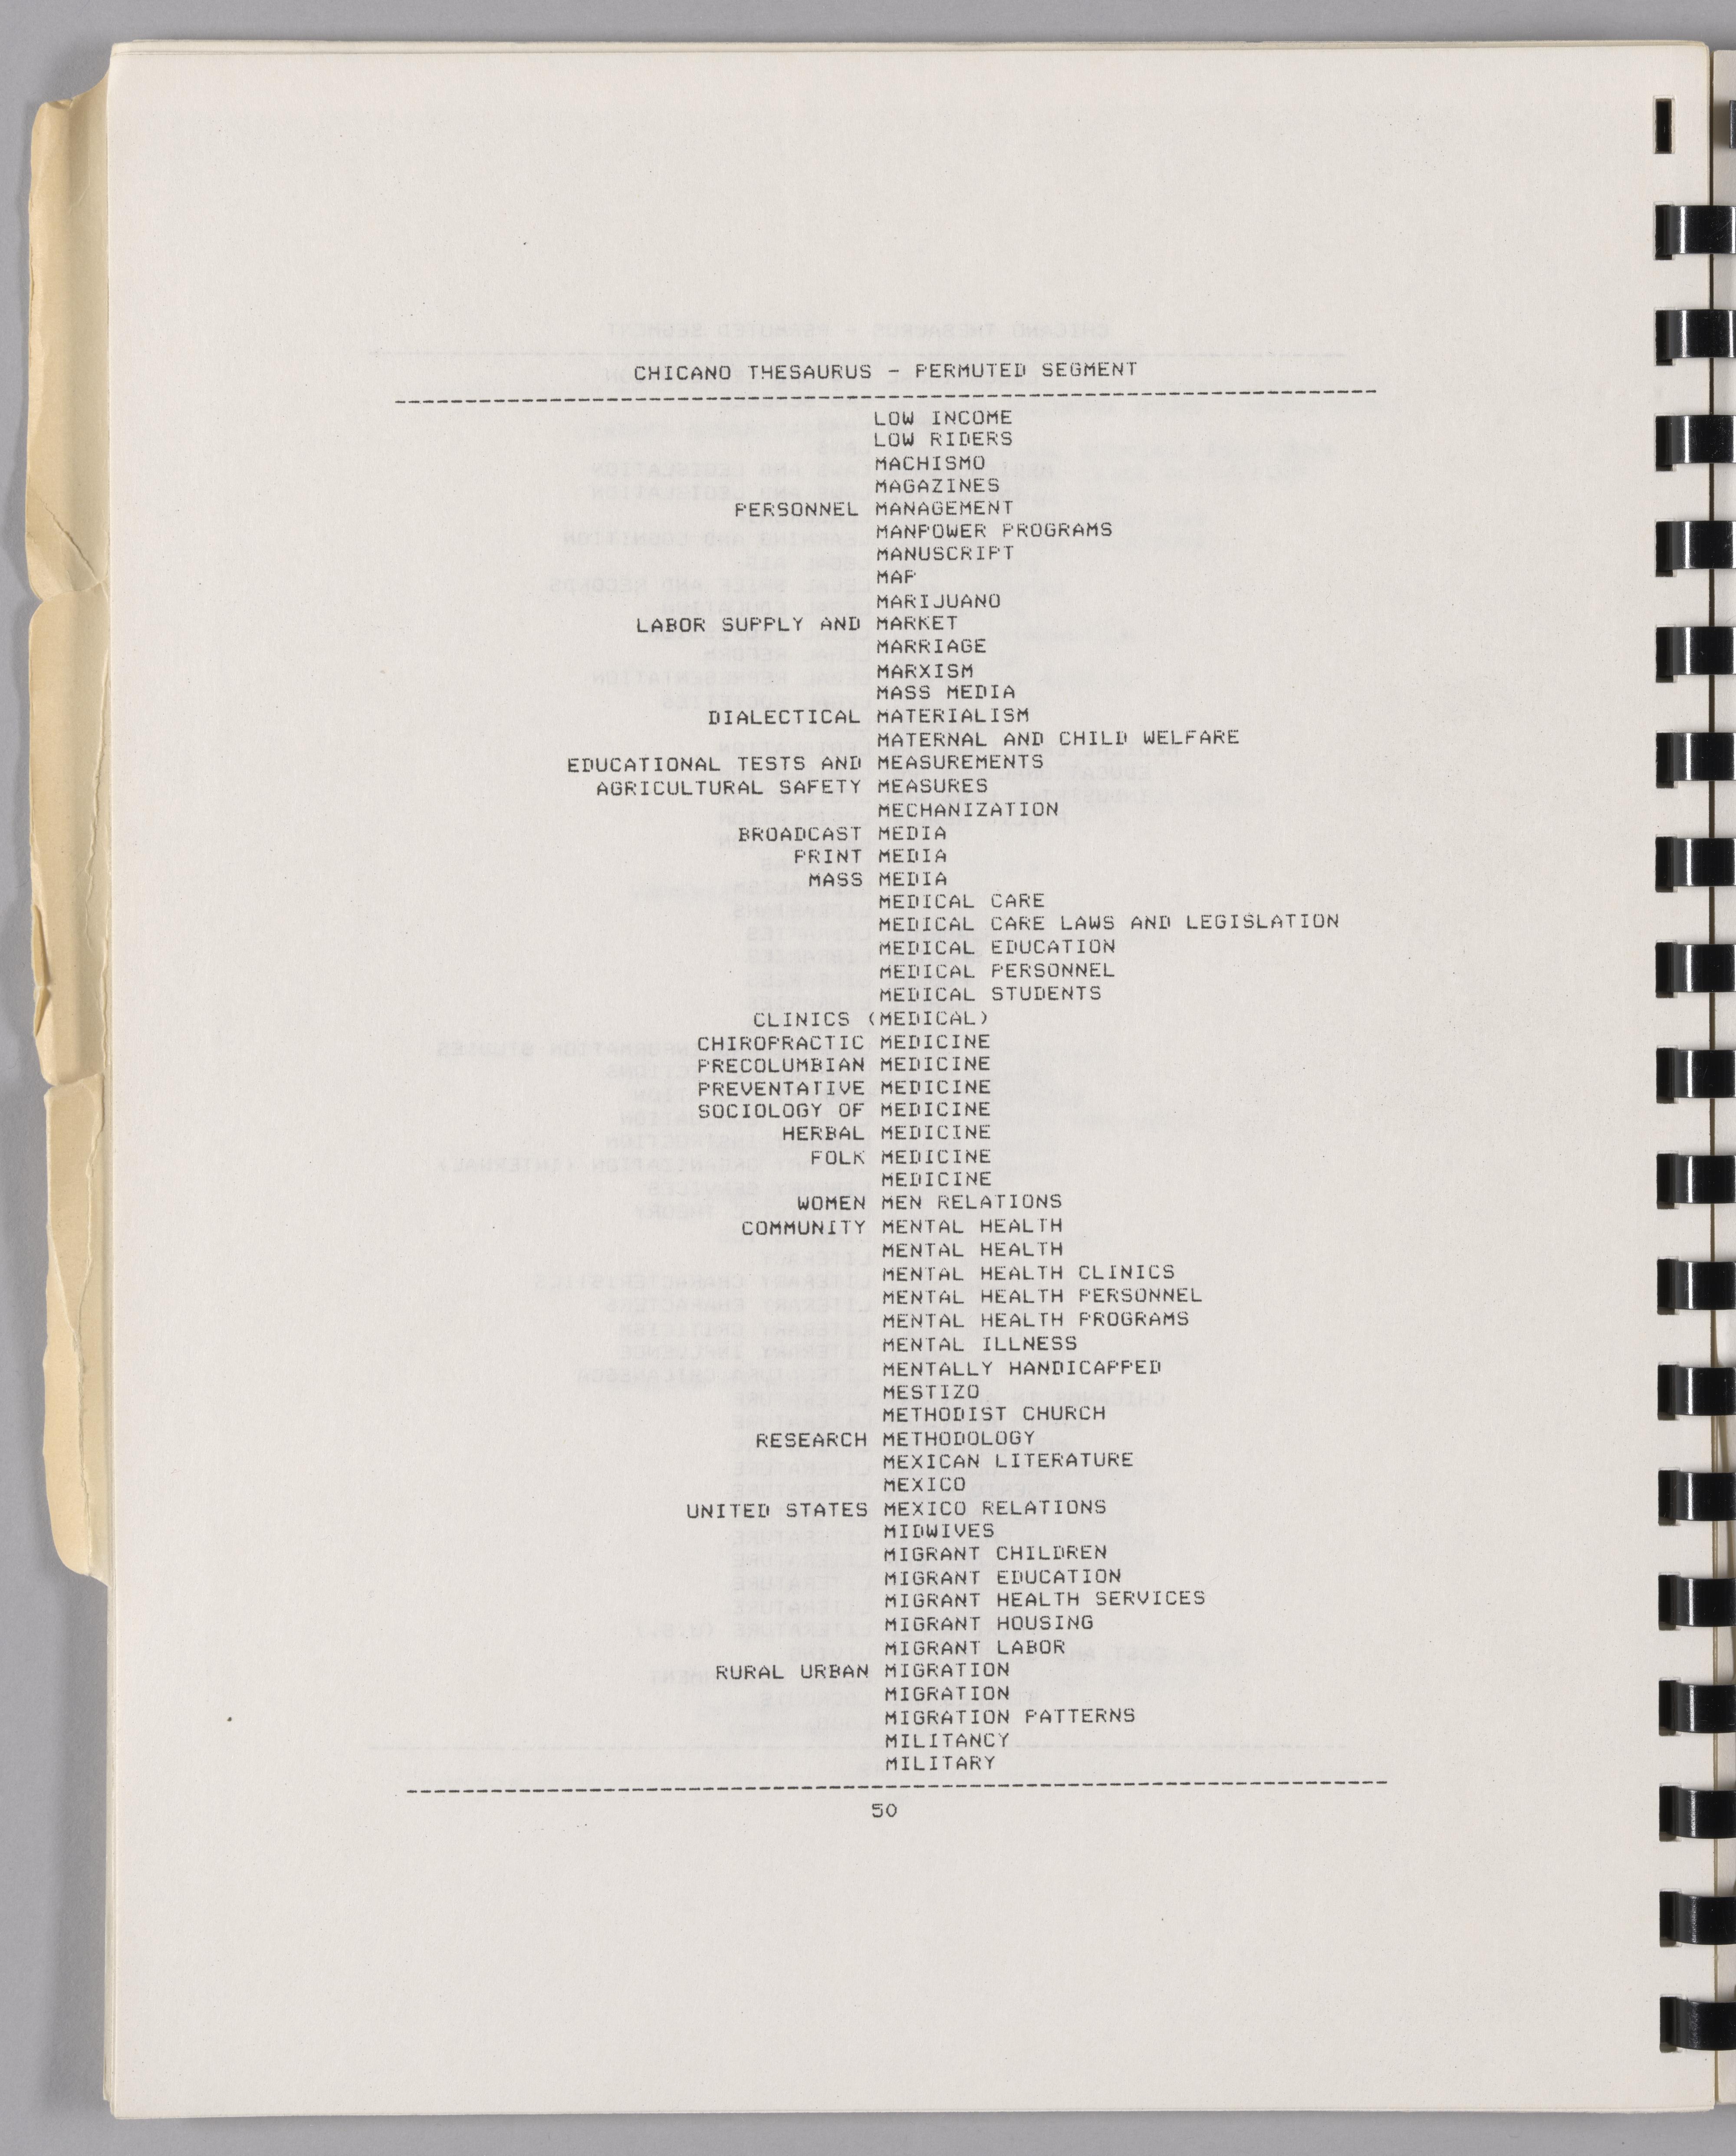 CHICANO THESAURUS - PERMUTED SEGMENT
LOW INCOME
LOW RIDERS
MACHISMO
MAGAZINES
PERSONNEL MANAGEMENT
MANPOWER PROGRAMS
MANUSCRIPT
MAP
MARIJUANO
LABOR SUPPLY AND MARKET
MARRIAGE
MARXISM
MASS MEDIA
DIALECTICAL MATERIALISM
MATERNAL AND CHILD WELFARE
EDUCATIONAL TESTS AND MEASUREMENTS
AGRICULTURAL SAFETY MEASURES
MECHANIZATION
BROADCAST MEDIA
PRINT MEDIA
MASS MEDIA
MEDICAL CARE
MEDICAL CARE LAWS AND LEGISLATION
MEDICAL EDUCATION
MEDICAL PERSONNEL
MEDICAL STUDENTS
CLINICS (MEDICAL)
CHIROPRACTIC MEDICINE
PRECOLUMBIAN MEDICINE
PREVENTATIVE MEDICINE
SOCIOLOGY OF MEDICINE
HERBAL MEDICINE
FOLK MEDICINE
MEDICINE
WOMEN MEN RELATIONS
COMMUNITY MENTAL HEALTH
MENTAL HEALTH
MENTAL HEALTH CLINICS
MENTAL HEALTH PERSONNEL
MENTAL HEALTH PROGRAMS
MENTAL ILLNESS
MENTALLY HANDICAPPED
MESTIZO
METHODIST CHURCH
RESEARCH METHODOLOGY
MEXICAN LITERATURE
MEXICO
UNITED STATES MEXICO RELATIONS
MIDWIVES
MIGRANT CHILDREN
MIGRANT EDUCATION
MIGRANT HEALTH SERVICES
MIGRANT HOUSING
MIGRANT LABOR
RURAL URBAN MIGRATION
MIGRATION
MIGRATION PATTERNS
MILITANCY
MILITARY
50